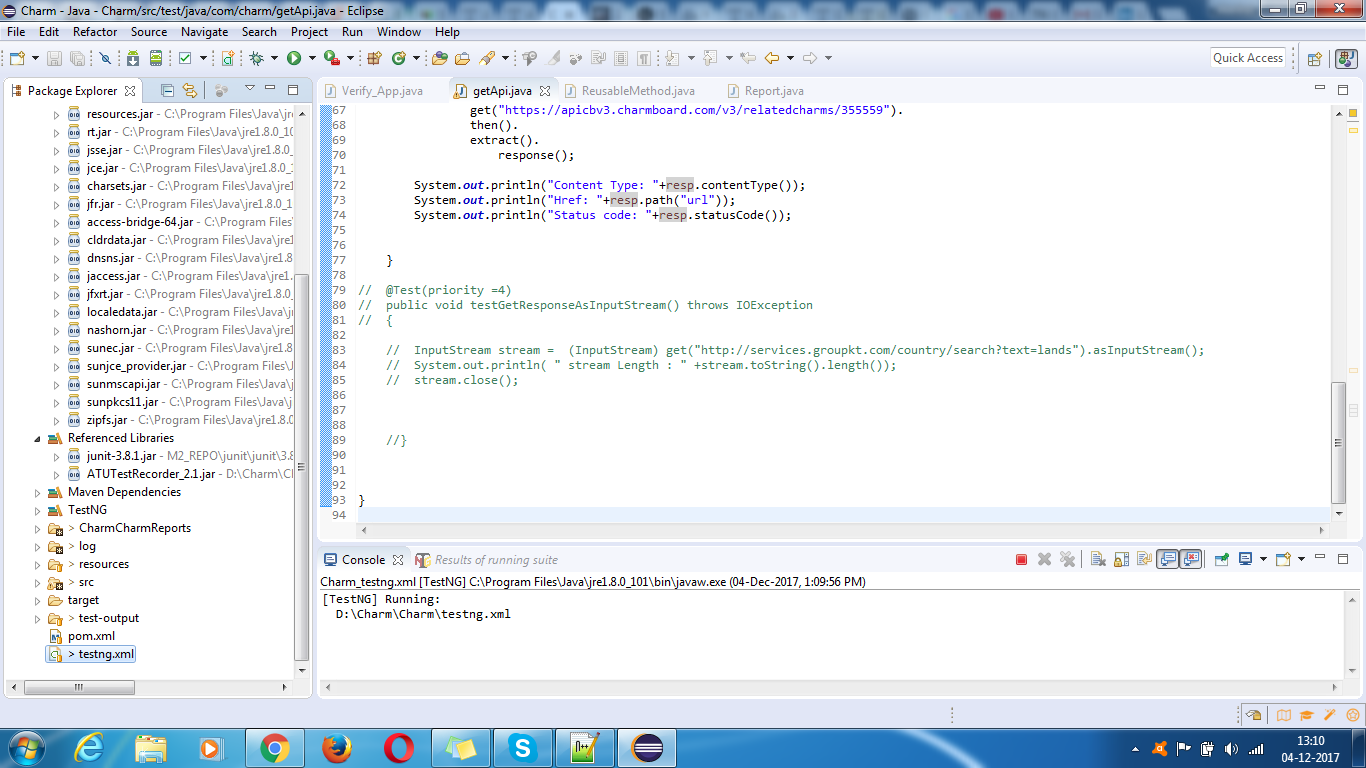 Charm - Java - Charm/src/test/java/com/charm/getApi.java - Eclipse
File Edit Refactor Source Navigate Search Project Run Window Help
Quick Access
Package Explorer
resources.jar - C:\Program Files\Java\jre
rt.jar - C:\Program Files\Java\jre1.8.0_10
jsse.jar - C:\Program Files\Java\jre1.8.0_
jce.jar - C:\Program Files\Java\jre1.8.0_1
charsets.jar - C:\Program Files\Java\jre1
jfr.jar - C:\Program Files\Java\jre1.8.0_1
access-bridge-64.jar - C:\Program Files\
cldrdata.jar - C:\Program Files\Java\jre1
dnsns.jar - C:\Program Files\Java\jre1.8
jaccess.jar - C:\Program Files\Java\jre1.
jfxrt.jar - C:\Program Files\Java\jre1.8.0_
localedata.jar - C:\Program Files\Java\jr
nashorn.jar - C:\Program Files\Java\jre1
sunec.jar - C:\Program Files\Java\jre1.8
sunjce_provider.jar - C:\Program Files\J
sunmscapi.jar - C:\Program Files\Java\jr
sunpkcs11.jar - C:\Program Files\Java\j
zipfs.jar - C:\Program Files\Java\jre1.8.0
Referenced Libraries
junit-3.8.1.jar - M2_REPO\junit\junit\3.8
ATUTestRecorder_2.1.jar - D:\Charm\Cl
Maven Dependencies
TestNG
> CharmCharmReports
> log
> resources
> src
target
> test-output
pom.xml
> testng.xml
Verify_App.java getApi.java ReusableMethod.java Report.java
67 get("https://apicbv3.charmboard.com/v3/relatedcharms/355559").
68 then().
69 extract().
70 response();
71
72 System.out.println("Content Type: "+resp.contentType());
73 System.out.println("Href: "+resp.path("url"));
74 System.out.println("Status code: "+resp.statusCode());
75
76
77 }
78
79 // @Test(priority =4)
80 // public void testGetResponseAsInputStream() throws IOException
81 // {
82
83 // InputStream stream = (InputStream) get("http://services.groupkt.com/country/search?text=lands").asInputStream();
84 // System.out.println( " stream Length : " +stream.toString().length());
85 // stream.close();
86
87
88
89 //}
90
91
92
93 }
94
Console Results of running suite
Charm_testng.xml [TestNG] C:\Program Files\Java\jre1.8.0_101\bin\javaw.exe (04-Dec-2017, 1:09:56 PM)
[TestNG] Running:
D:\Charm\Charm\testng.xml
13:10
04-12-2017